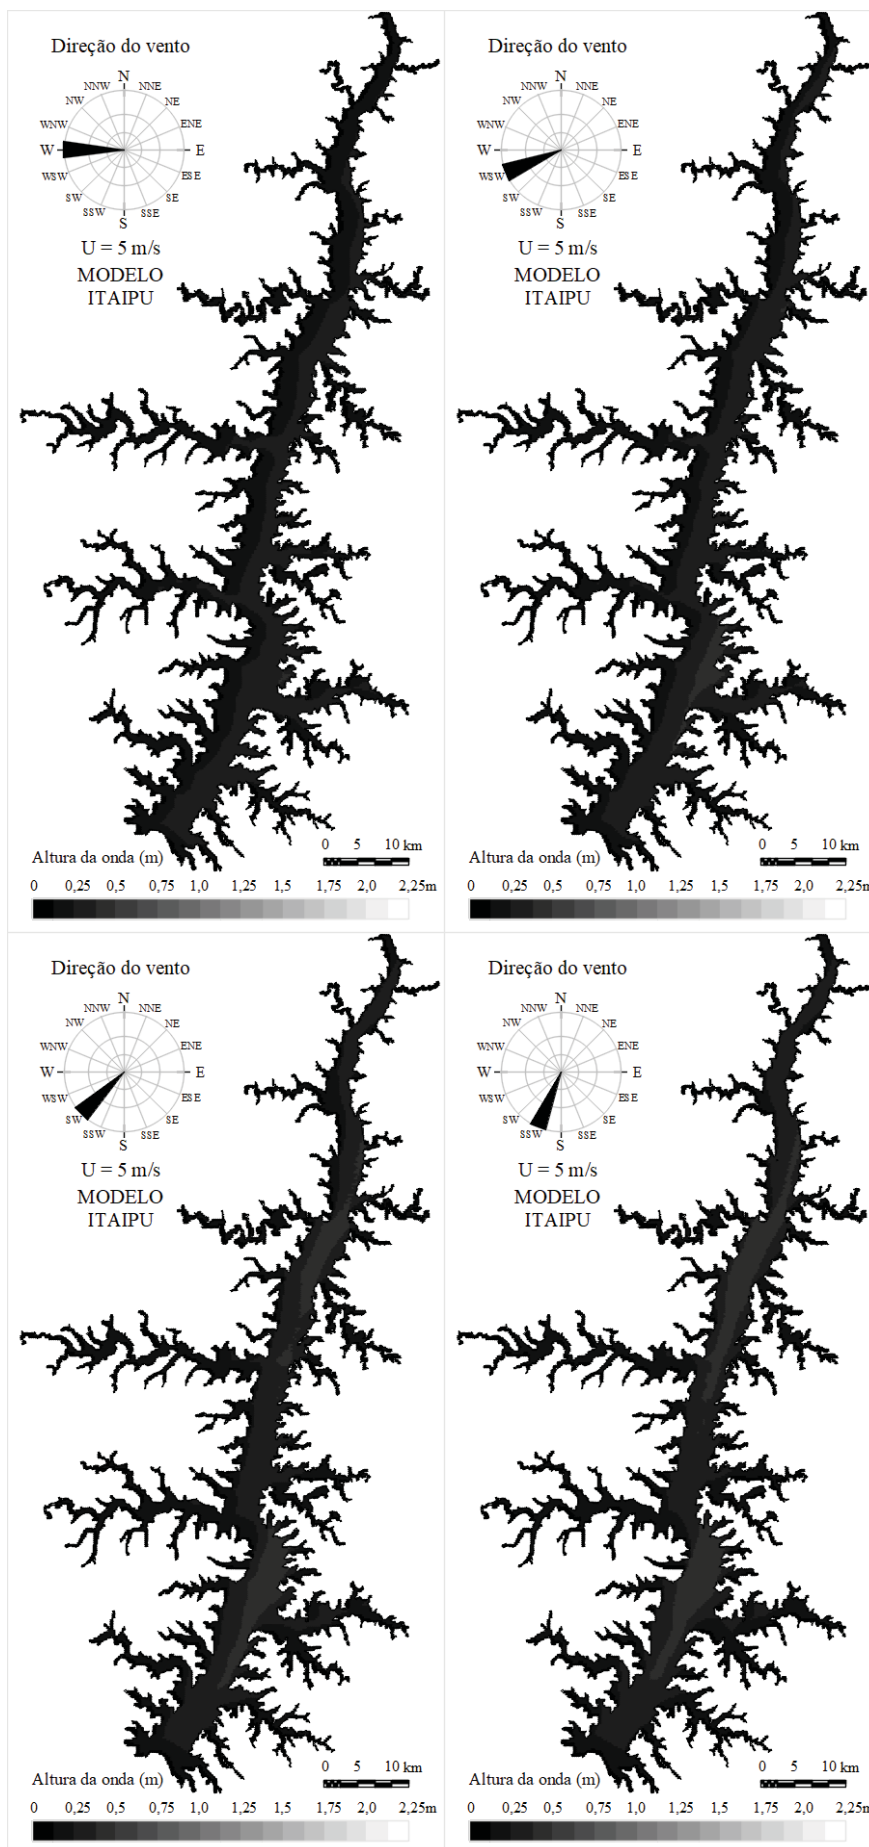 Direção do vento
N
NNW
NNE
NW
NE
WNW
ENE
W
E
WSW
ESE
SW
SE
SSW
SSE
S
U = 5 m/s
MODELO
ITAIPU
Altura da onda (m)
0 5 10 km
0 0,25 0,5 0,75 1,0 1,25 1,5 1,75 2,0 2,25m
Direção do vento
N
NNW
NNE
NW
NE
WNW
ENE
W
E
WSW
ESE
SW
SE
SSW
SSE
S
U = 5 m/s
MODELO
ITAIPU
Altura da onda (m)
0 5 10 km
0 0,25 0,5 0,75 1,0 1,25 1,5 1,75 2,0 2,25m
Direção do vento
N
NNW
NNE
NW
NE
WNW
ENE
W
E
WSW
ESE
SW
SE
SSW
SSE
S
U = 5 m/s
MODELO
ITAIPU
Altura da onda (m)
0 5 10 km
0 0,25 0,5 0,75 1,0 1,25 1,5 1,75 2,0 2,25m
Direção do vento
N
NNW
NNE
NW
NE
WNW
ENE
W
E
WSW
ESE
SW
SE
SSW
SSE
S
U = 5 m/s
MODELO
ITAIPU
Altura da onda (m)
0 5 10 km
0 0,25 0,5 0,75 1,0 1,25 1,5 1,75 2,0 2,25m